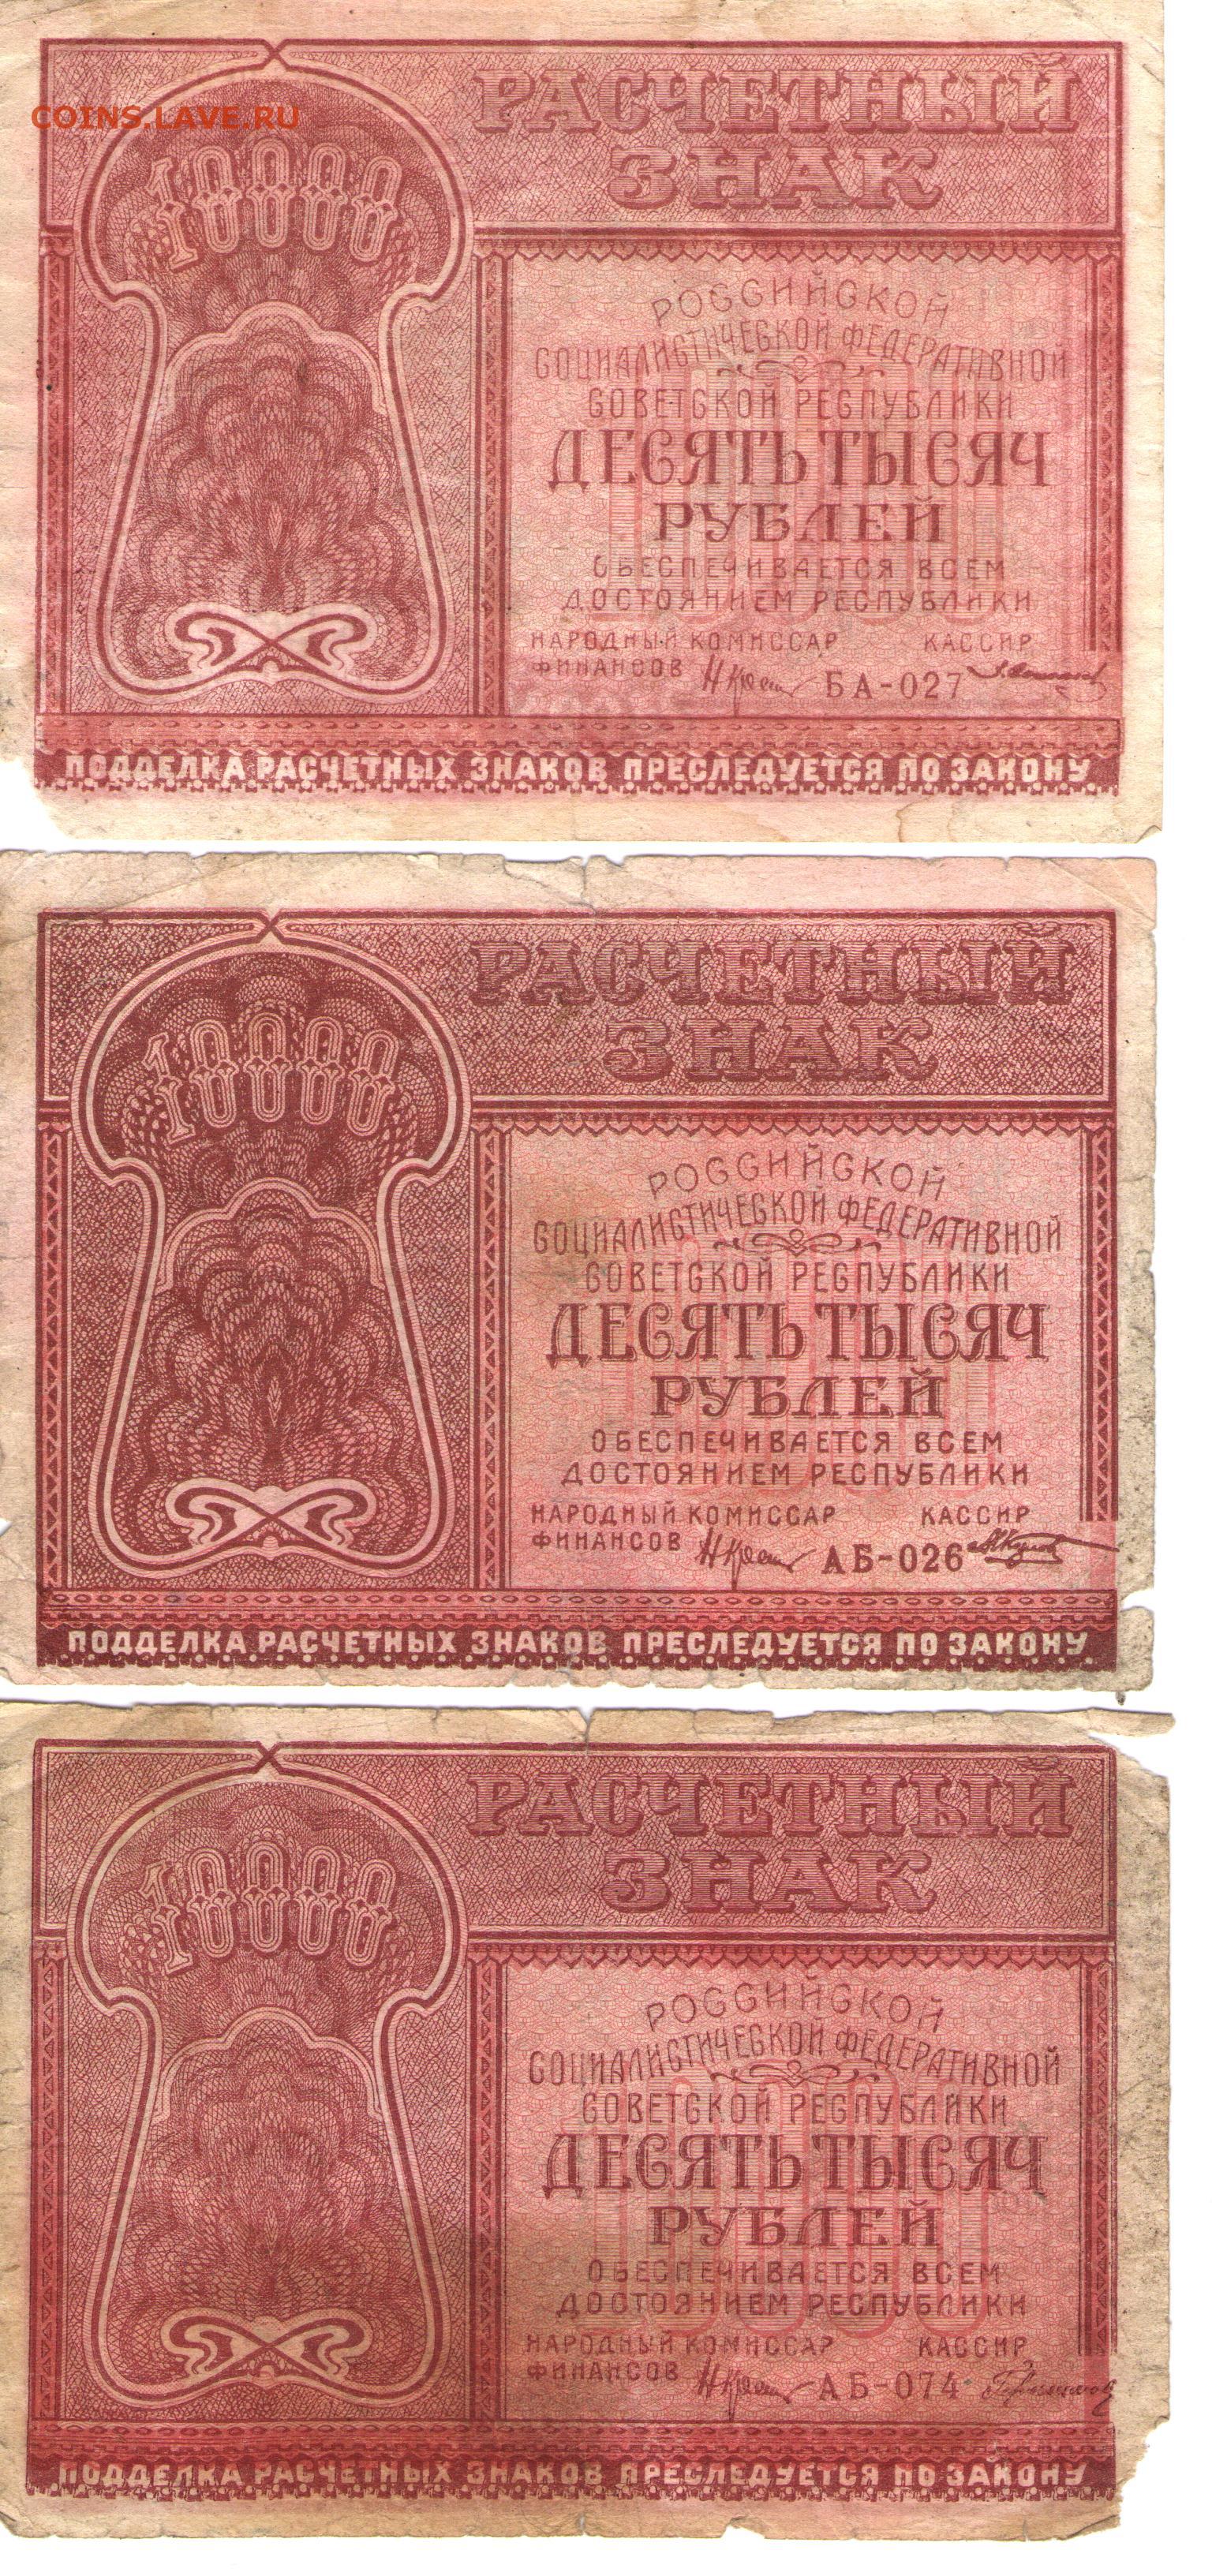 COINS.LAVE.RU
РАСЧЕТНЫЙ
ЗНАК
10000
РОССИЙСКОЙ
СОЦИАЛИСТИЧЕСКОЙ ФЕДЕРАТИВНОЙ
СОВЕТСКОЙ РЕСПУБЛИКИ
10000
ДЕСЯТЬ ТЫСЯЧ
РУБЛЕЙ
ОБЕСПЕЧИВАЕТСЯ ВСЕМ
ДОСТОЯНИЕМ РЕСПУБЛИКИ
НАРОДНЫЙ КОМИССАР КАССИР
ФИНАНСОВ БА-027
ПОДДЕЛКА РАСЧЕТНЫХ ЗНАКОВ ПРЕСЛЕДУЕТСЯ ПО ЗАКОНУ
РАСЧЕТНЫЙ
ЗНАК
10000
РОССИЙСКОЙ
СОЦИАЛИСТИЧЕСКОЙ ФЕДЕРАТИВНОЙ
СОВЕТСКОЙ РЕСПУБЛИКИ
10000
ДЕСЯТЬ ТЫСЯЧ
РУБЛЕЙ
ОБЕСПЕЧИВАЕТСЯ ВСЕМ
ДОСТОЯНИЕМ РЕСПУБЛИКИ
НАРОДНЫЙ КОМИССАР КАССИР
ФИНАНСОВ АБ-026
ПОДДЕЛКА РАСЧЕТНЫХ ЗНАКОВ ПРЕСЛЕДУЕТСЯ ПО ЗАКОНУ
РАСЧЕТНЫЙ
ЗНАК
10000
РОССИЙСКОЙ
СОЦИАЛИСТИЧЕСКОЙ ФЕДЕРАТИВНОЙ
СОВЕТСКОЙ РЕСПУБЛИКИ
10000
ДЕСЯТЬ ТЫСЯЧ
РУБЛЕЙ
ОБЕСПЕЧИВАЕТСЯ ВСЕМ
ДОСТОЯНИЕМ РЕСПУБЛИКИ
НАРОДНЫЙ КОМИССАР КАССИР
ФИНАНСОВ АБ-074
ПОДДЕЛКА РАСЧЕТНЫХ ЗНАКОВ ПРЕСЛЕДУЕТСЯ ПО ЗАКОНУ